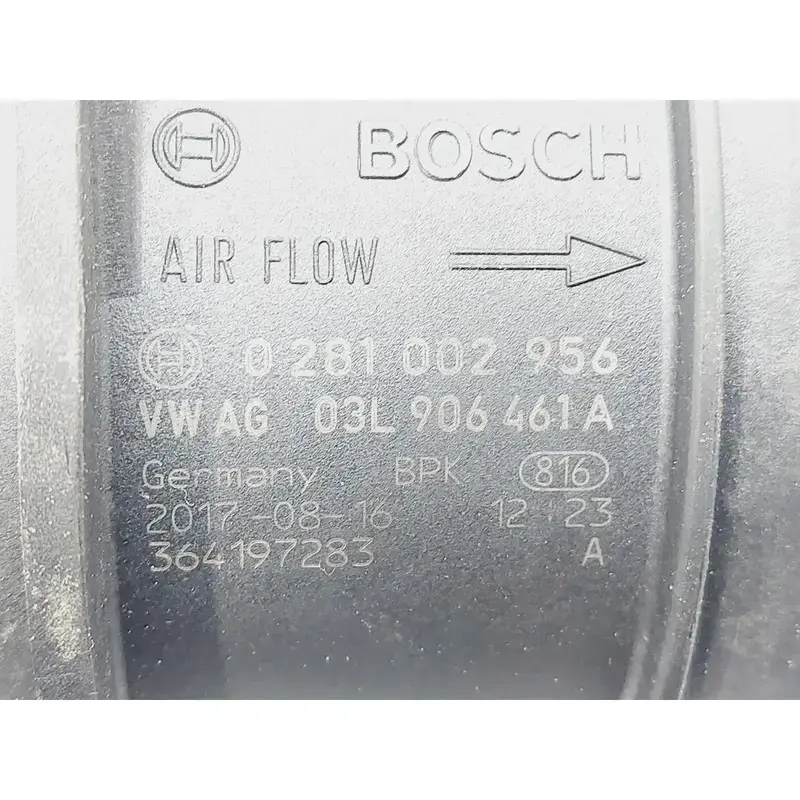 BOSCH
AIR FLOW
0 281 002 956
VW AG 03L 906 461 A
Germany BPK 816
2017-08-16 12:23
364197283 A